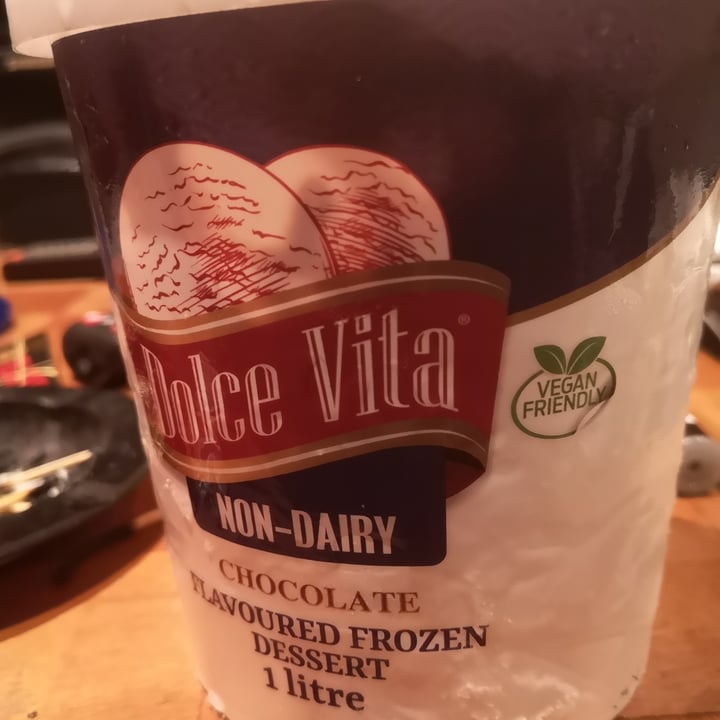 Dolce Vita®
VEGAN
FRIENDLY
NON-DAIRY
CHOCOLATE
FLAVOURED FROZEN
DESSERT
1 litre